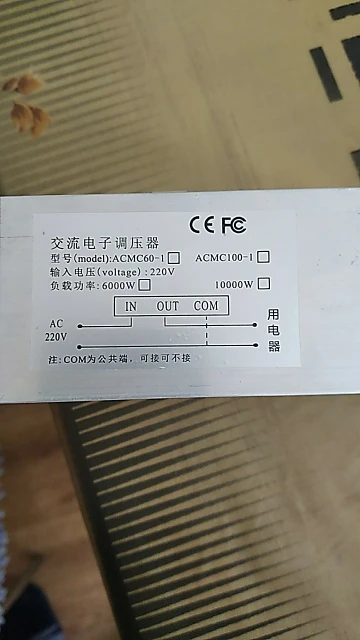 CE FC
交流电子调压器
型号(model):ACMC60-1□ ACMC100-1□
输入电压(voltage):220V
负载功率:6000W□ 10000W□
IN OUT COM
AC
220V
用电器
注:COM为公共端,可接可不接